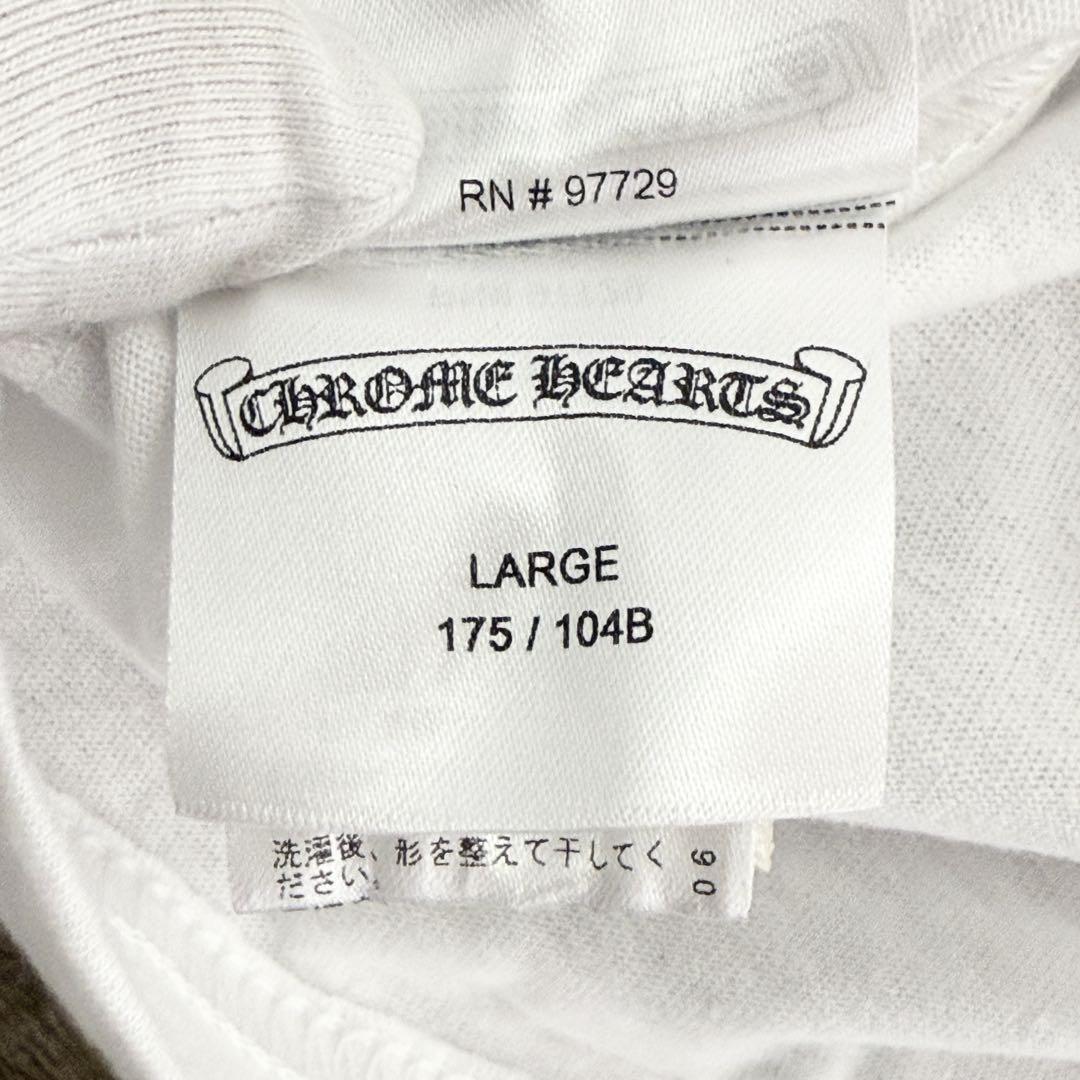 RN # 97729
CHROME HEARTS
LARGE
175 / 104B
洗濯後、形を整えて干してく
ださい。
90